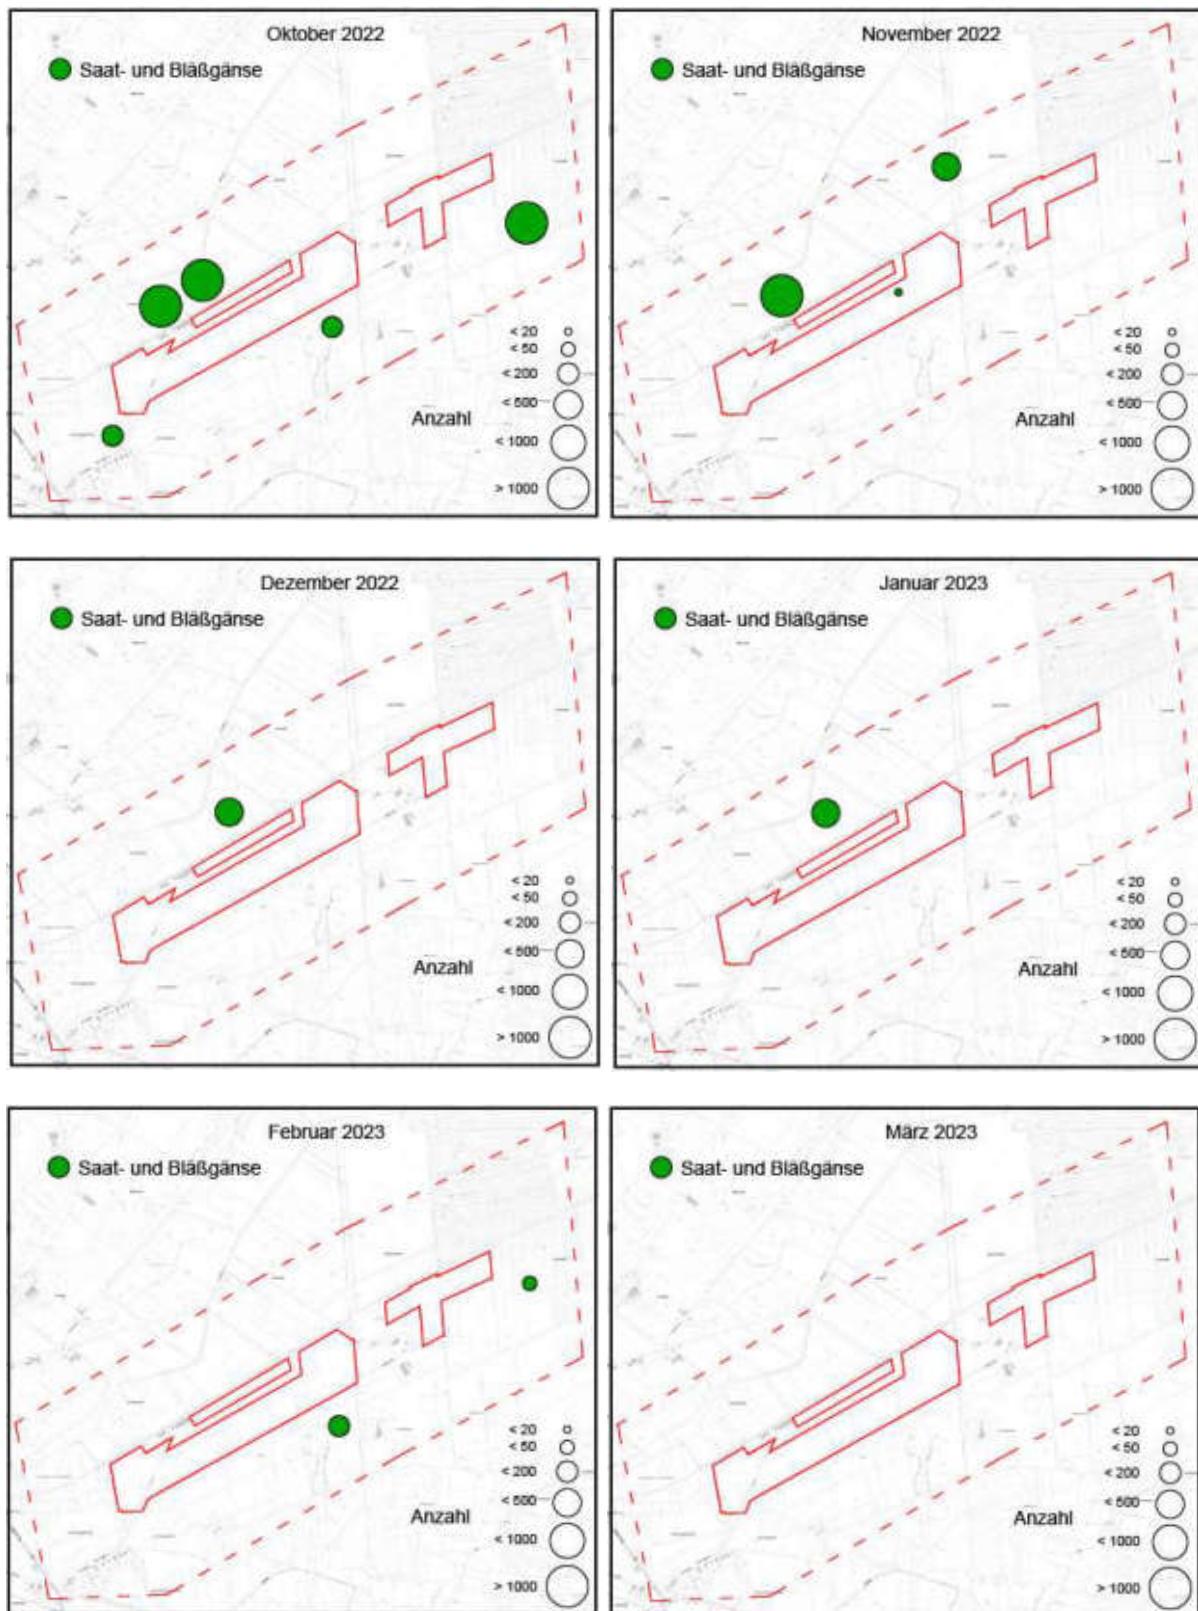 Oktober 2022
Saat- und Bläßgänse
< 20
< 50
< 200
< 500
Anzahl
< 1000
> 1000
November 2022
Saat- und Bläßgänse
< 20
< 50
< 200
< 500
Anzahl
< 1000
> 1000
Dezember 2022
Saat- und Bläßgänse
< 20
< 50
< 200
< 500
Anzahl
< 1000
> 1000
Januar 2023
Saat- und Bläßgänse
< 20
< 50
< 200
< 500
Anzahl
< 1000
> 1000
Februar 2023
Saat- und Bläßgänse
< 20
< 50
< 200
< 500
Anzahl
< 1000
> 1000
März 2023
Saat- und Bläßgänse
< 20
< 50
< 200
< 500
Anzahl
< 1000
> 1000